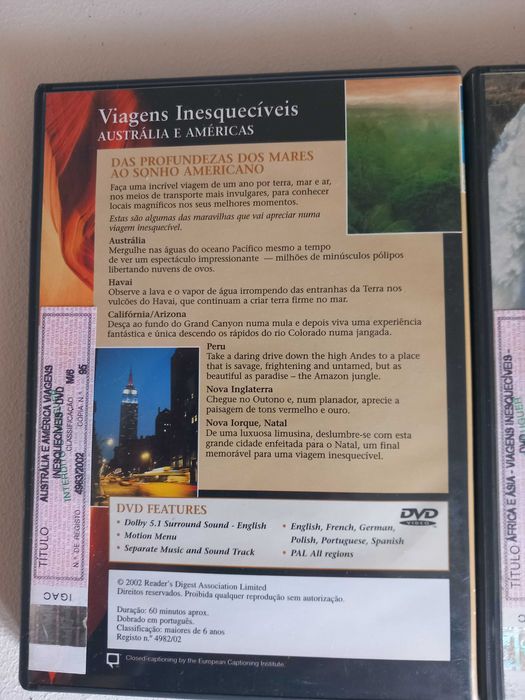 Viagens Inesquecíveis
AUSTRÁLIA E AMÉRICAS
DAS PROFUNDEZAS DOS MARES
AO SONHO AMERICANO
Faça uma incrível viagem de um ano por terra, mar e ar,
nos meios de transporte mais invulgares, para conhecer
locais magníficos nos seus melhores momentos.
Estas são algumas das maravilhas que vai apreciar numa
viagem inesquecível.
Austrália
Mergulhe nas águas do oceano Pacífico mesmo a tempo
de ver um espectáculo impressionante — milhões de minúsculos pólipos
libertando nuvens de ovos.
Havai
Observe a lava e o vapor de água irrompendo das entranhas da Terra nos
vulcões do Havai, que continuam a criar terra firme no mar.
Califórnia/Arizona
Desça ao fundo do Grand Canyon numa mula e depois viva uma experiência
fantástica e única descendo os rápidos do rio Colorado numa jangada.
Peru
Take a daring drive down the high Andes to a place
that is savage, frightening and untamed, but as
beautiful as paradise – the Amazon jungle.
Nova Inglaterra
Chegue no Outono e, num planador, aprecie a
paisagem de tons vermelho e ouro.
Nova Iorque, Natal
De uma luxuosa limusina, deslumbre-se com esta
grande cidade enfeitada para o Natal, um final
memorável para uma viagem inesquecível.
DVD FEATURES
• Dolby 5.1 Surround Sound - English
• Motion Menu
• Separate Music and Sound Track
• English, French, German,
Polish, Portuguese, Spanish
• PAL All regions
DVD
VIDEO
© 2002 Reader's Digest Association Limited
Direitos reservados. Proibida qualquer reprodução sem autorização.
Duração: 60 minutos aprox.
Dobrado em português.
Classificação: maiores de 6 anos
Registo n.º 4982/02
Closed-captioning by the European Captioning Institute.
IGAC
TÍTULO
AUSTRÁLIA E AMÉRICA VIAGENS
INESQUECÍVEIS - DVD
CLASSIFICAÇÃO
M/6
N.º DE REGISTO
4983/2002
CÓPIA N.º
95
TÍTULO
ÁFRICA E ÁSIA - VIAGENS INESQUECÍVEIS -
DVD